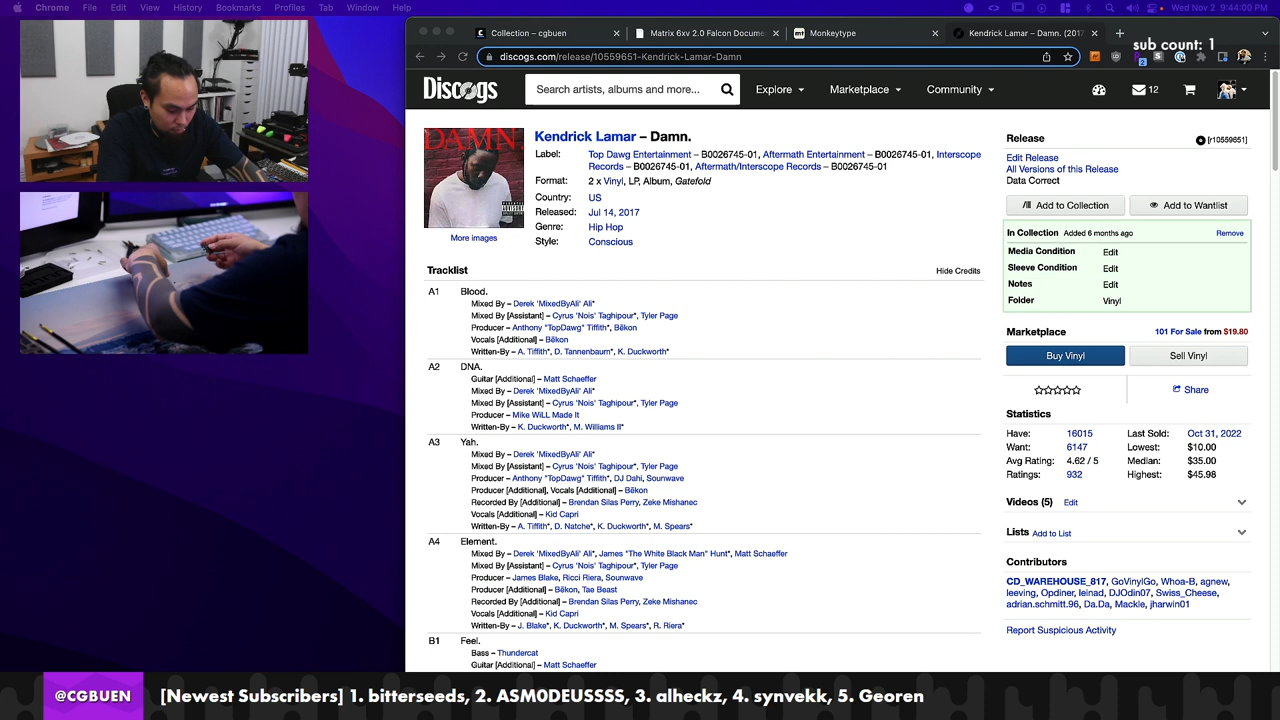 Chrome File Edit View History Bookmarks Profiles Tab Window Help
Wed Nov 2 9:44:00 PM
Collection – cgbuen
Matrix 6xv 2.0 Falcon Docume
Monkeytype
Kendrick Lamar – Damn. (2017
sub count: 1
discogs.com/release/10559651-Kendrick-Lamar-Damn
Discogs
Search artists, albums and more...
Explore
Marketplace
Community
12
DAMN.
More images
Kendrick Lamar – Damn.
Label: Top Dawg Entertainment – B0026745-01, Aftermath Entertainment – B0026745-01, Interscope
Records – B0026745-01, Aftermath/Interscope Records – B0026745-01
Format: 2 x Vinyl, LP, Album, Gatefold
Country: US
Released: Jul 14, 2017
Genre: Hip Hop
Style: Conscious
Tracklist
Hide Credits
A1 Blood.
Mixed By – Derek 'MixedByAli' Ali*
Mixed By [Assistant] – Cyrus 'Nois' Taghipour*, Tyler Page
Producer – Anthony "TopDawg" Tiffith*, Bēkon
Vocals [Additional] – Bēkon
Written-By – A. Tiffith*, D. Tannenbaum*, K. Duckworth*
A2 DNA.
Guitar [Additional] – Matt Schaeffer
Mixed By – Derek 'MixedByAli' Ali*
Mixed By [Assistant] – Cyrus 'Nois' Taghipour*, Tyler Page
Producer – Mike WiLL Made It
Written-By – K. Duckworth*, M. Williams II*
A3 Yah.
Mixed By – Derek 'MixedByAli' Ali*
Mixed By [Assistant] – Cyrus 'Nois' Taghipour*, Tyler Page
Producer – Anthony "TopDawg" Tiffith*, DJ Dahi, Sounwave
Producer [Additional], Vocals [Additional] – Bēkon
Recorded By [Additional] – Brendan Silas Perry, Zeke Mishanec
Vocals [Additional] – Kid Capri
Written-By – A. Tiffith*, D. Natche*, K. Duckworth*, M. Spears*
A4 Element.
Mixed By – Derek 'MixedByAli' Ali*, James "The White Black Man" Hunt*, Matt Schaeffer
Mixed By [Assistant] – Cyrus 'Nois' Taghipour*, Tyler Page
Producer – James Blake, Ricci Riera, Sounwave
Producer [Additional] – Bēkon, Tae Beast
Recorded By [Additional] – Brendan Silas Perry, Zeke Mishanec
Vocals [Additional] – Kid Capri
Written-By – J. Blake*, K. Duckworth*, M. Spears*, R. Riera*
B1 Feel.
Bass – Thundercat
Guitar [Additional] – Matt Schaeffer
Release
[r10559651]
Edit Release
All Versions of this Release
Data Correct
Add to Collection
Add to Wantlist
In Collection Added 6 months ago Remove
Media Condition Edit
Sleeve Condition Edit
Notes Edit
Folder Vinyl
Marketplace 101 For Sale from $19.80
Buy Vinyl
Sell Vinyl
Share
Statistics
Have: 16015 Last Sold: Oct 31, 2022
Want: 6147 Lowest: $10.00
Avg Rating: 4.62 / 5 Median: $35.00
Ratings: 932 Highest: $45.98
Videos (5) Edit
Lists Add to List
Contributors
CD_WAREHOUSE_817, GoVinylGo, Whoa-B, agnew,
leeving, Opdiner, leinad, DJOdin07, Swiss_Cheese,
adrian.schmitt.96, Da.Da, Mackle, jharwin01
Report Suspicious Activity
@CGBUEN
[Newest Subscribers] 1. bitterseeds, 2. ASM0DEUSSSS, 3. alheckz, 4. synvekk, 5. Georen